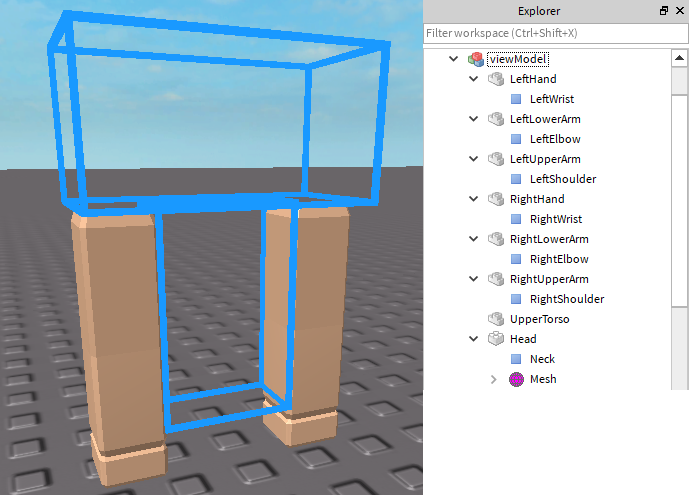 Explorer
Filter workspace (Ctrl+Shift+X)
viewModel
LeftHand
LeftWrist
LeftLowerArm
LeftElbow
LeftUpperArm
LeftShoulder
RightHand
RightWrist
RightLowerArm
RightElbow
RightUpperArm
RightShoulder
UpperTorso
Head
Neck
Mesh